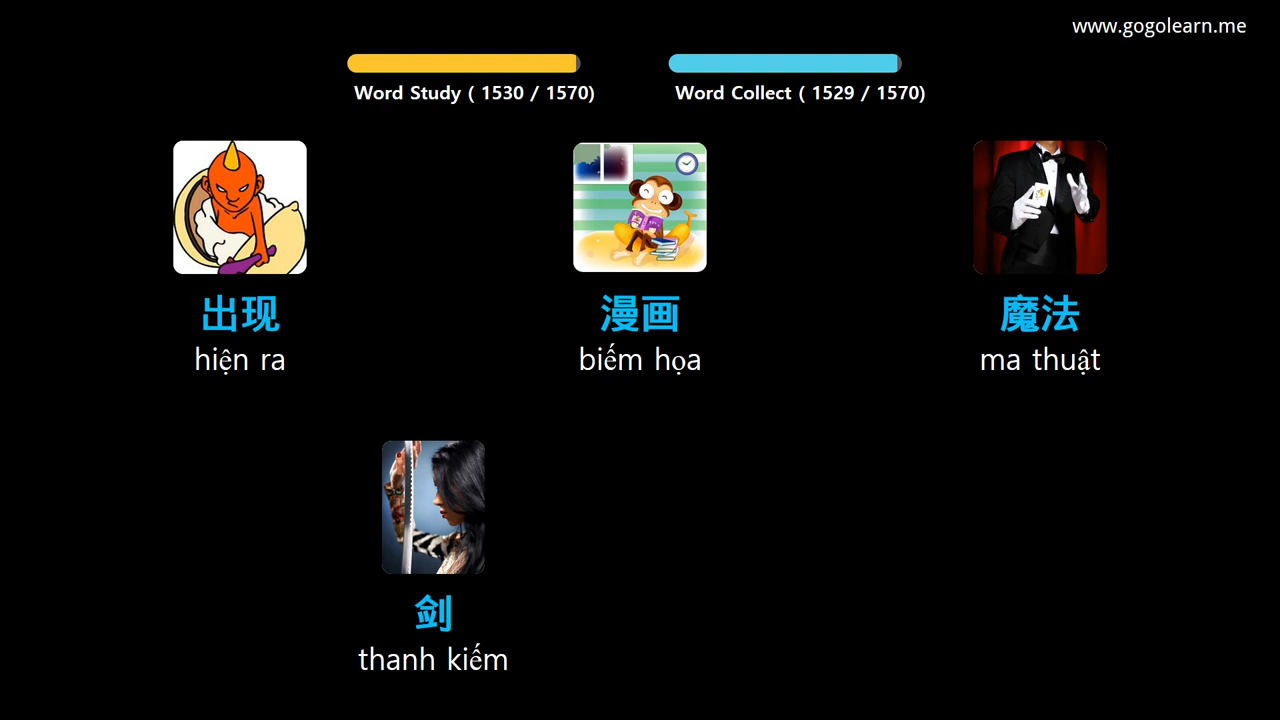 www.gogolearn.me
Word Study ( 1530 / 1570)
Word Collect ( 1529 / 1570)
出现
hiện ra
漫画
biếm họa
魔法
ma thuật
剑
thanh kiếm